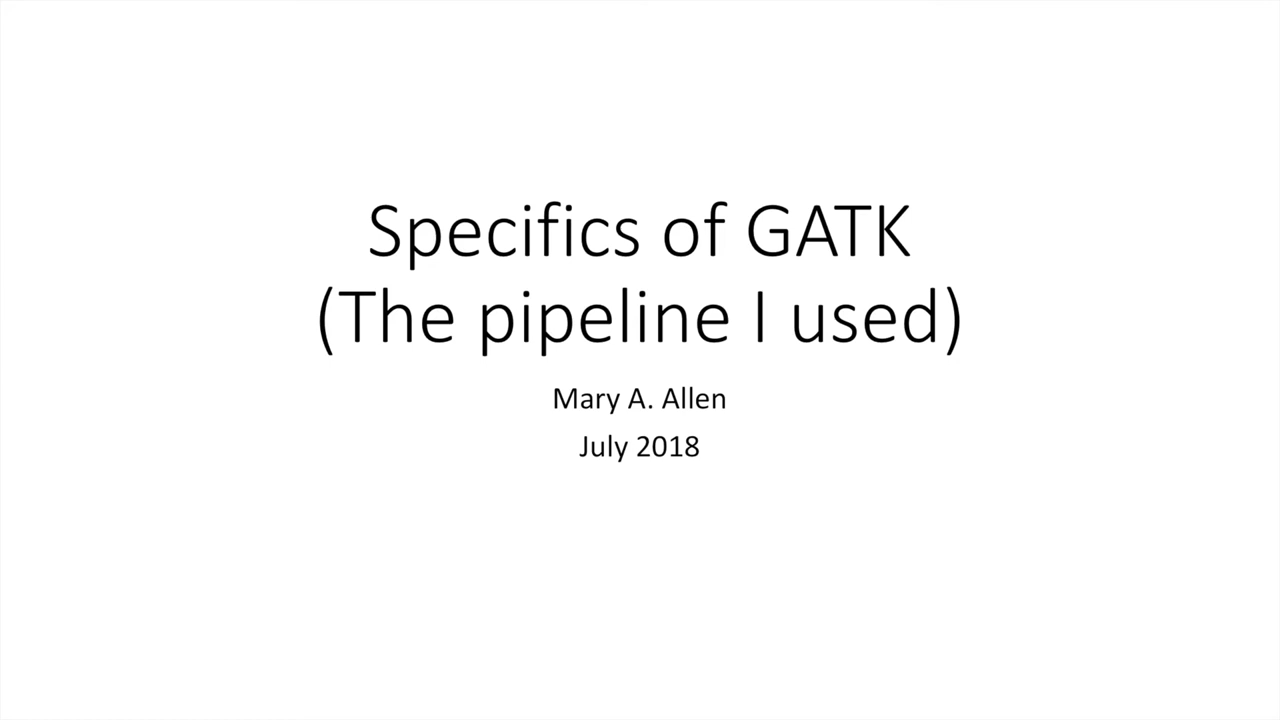 Specifics of GATK
(The pipeline I used)
Mary A. Allen
July 2018